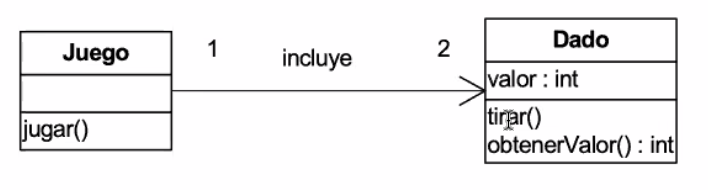 Juego
jugar()
1
incluye
2
Dado
valor : int
tirar()
obtenerValor() : int